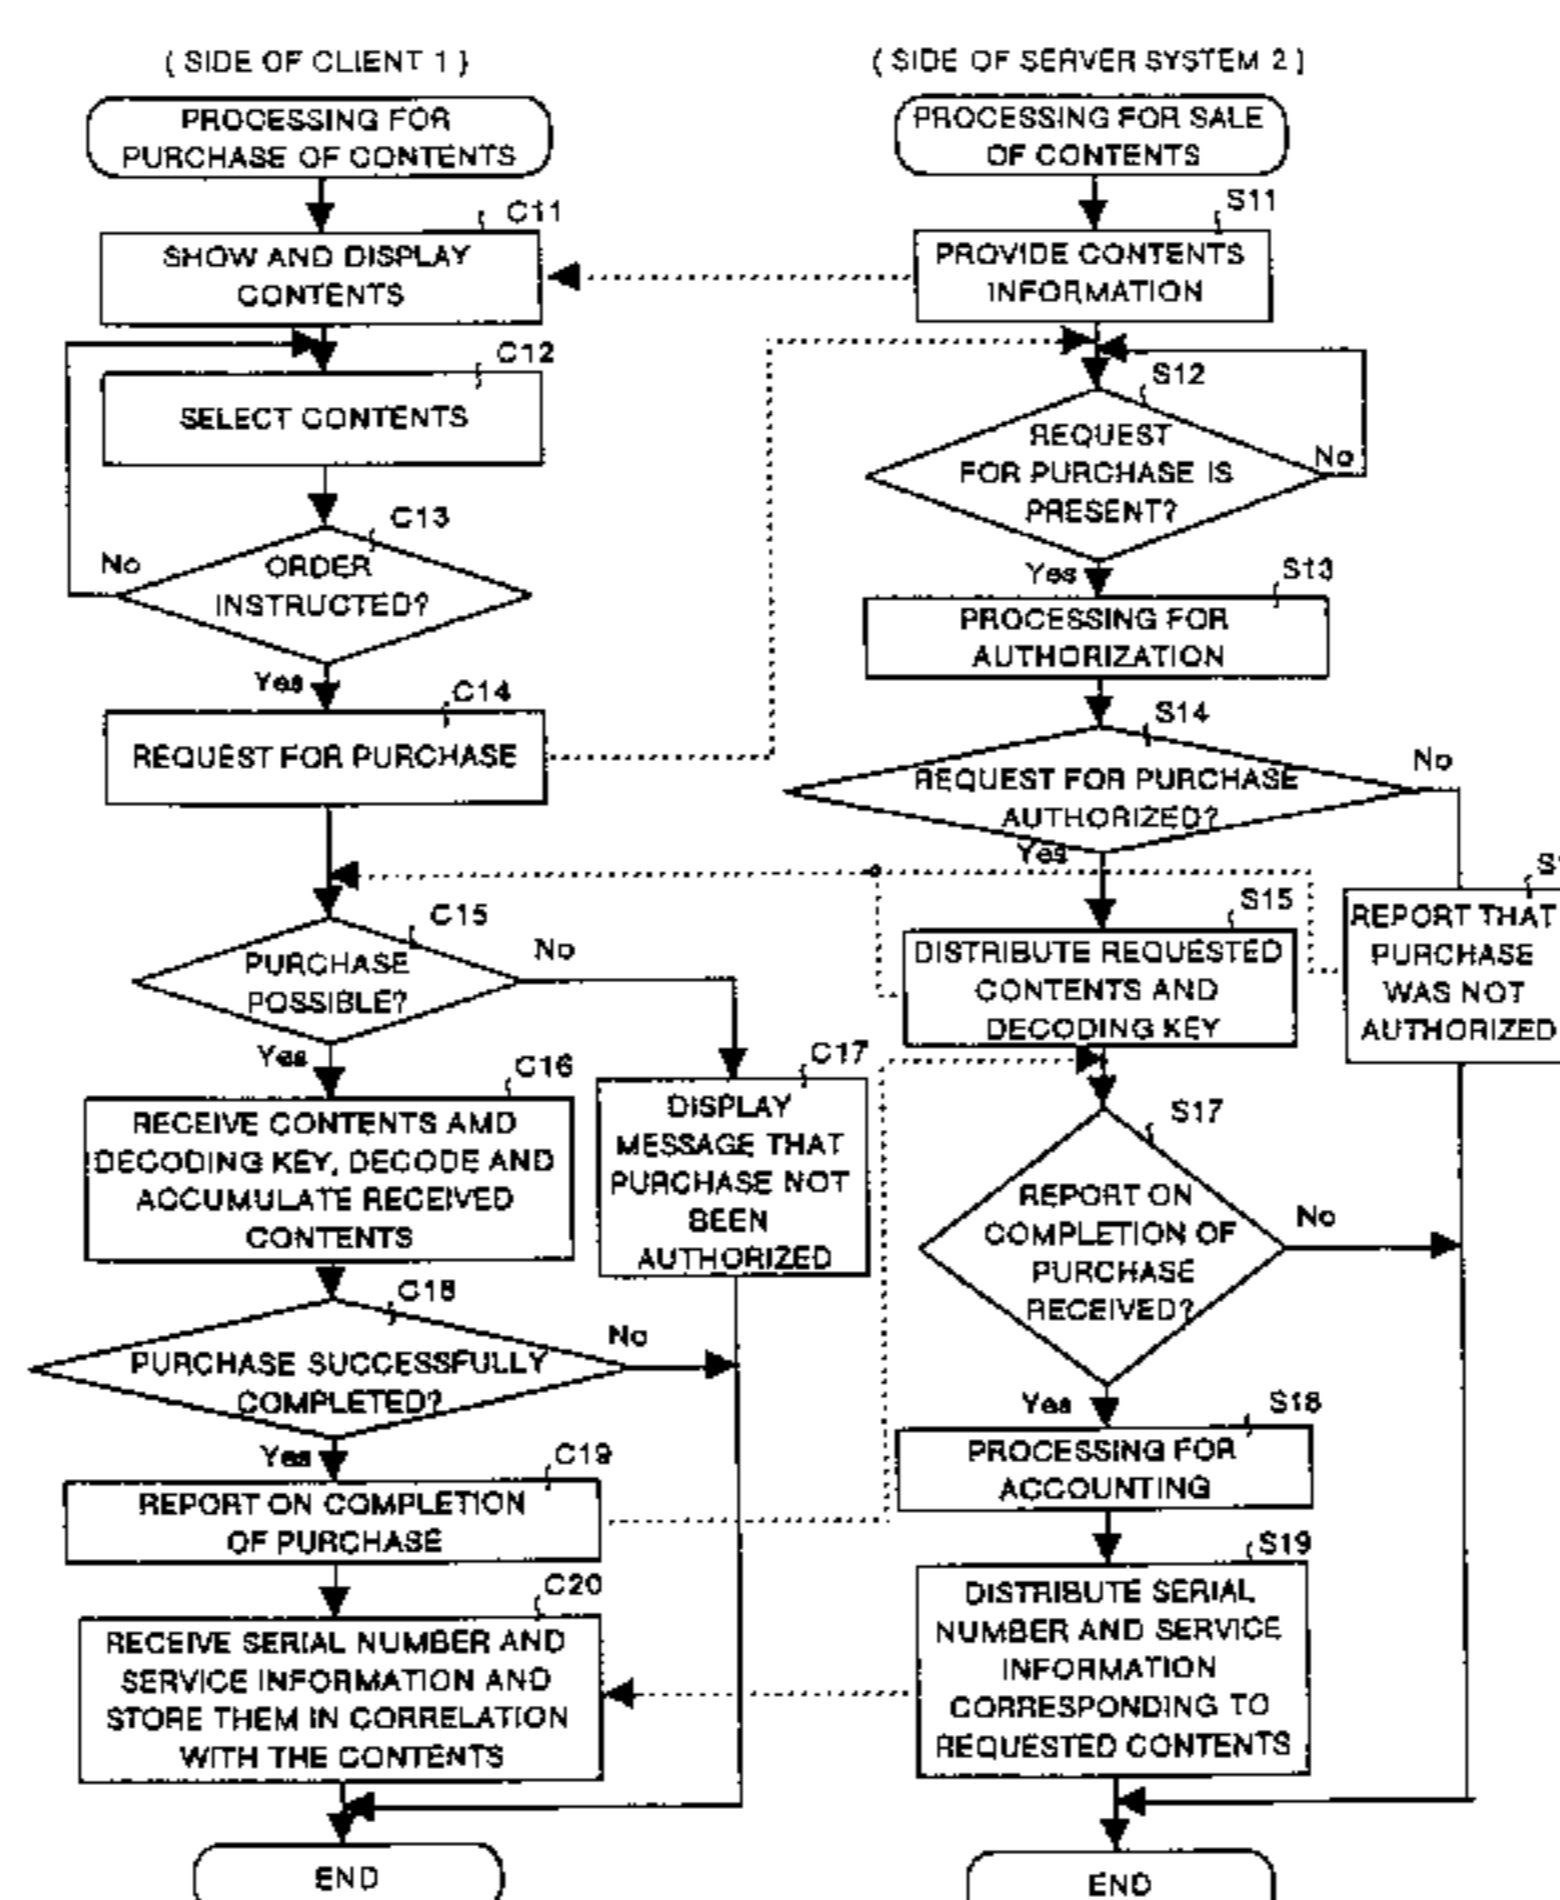 ( SIDE OF CLIENT 1 )
PROCESSING FOR
PURCHASE OF CONTENTS
C11
SHOW AND DISPLAY
CONTENTS
C12
SELECT CONTENTS
C13
No
ORDER
INSTRUCTED?
Yes
C14
REQUEST FOR PURCHASE
C15
No
PURCHASE
POSSIBLE?
Yes
C16
RECEIVE CONTENTS AMD
DECODING KEY, DECODE AND
ACCUMULATE RECEIVED
CONTENTS
C17
DISPLAY
MESSAGE THAT
PURCHASE NOT
BEEN
AUTHORIZED
C18
No
PURCHASE SUCCESSFULLY
COMPLETED?
Yes
C19
REPORT ON COMPLETION
OF PURCHASE
C20
RECEIVE SERIAL NUMBER AND
SERVICE INFORMATION AND
STORE THEM IN CORRELATION
WITH THE CONTENTS
END
( SIDE OF SERVER SYSTEM 2 )
PROCESSING FOR SALE
OF CONTENTS
S11
PROVIDE CONTENTS
INFORMATION
S12
REQUEST
FOR PURCHASE IS
PRESENT?
No
Yes
S13
PROCESSING FOR
AUTHORIZATION
S14
No
REQUEST FOR PURCHASE
AUTHORIZED?
Yes
S15
DISTRIBUTE REQUESTED
CONTENTS AND
DECODING KEY
REPORT THAT
PURCHASE
WAS NOT
AUTHORIZED
S17
REPORT ON
COMPLETION OF
PURCHASE
RECEIVED?
No
Yes
S18
PROCESSING FOR
ACCOUNTING
S19
DISTRIBUTE SERIAL
NUMBER AND SERVICE
INFORMATION
CORRESPONDING TO
REQUESTED CONTENTS
END